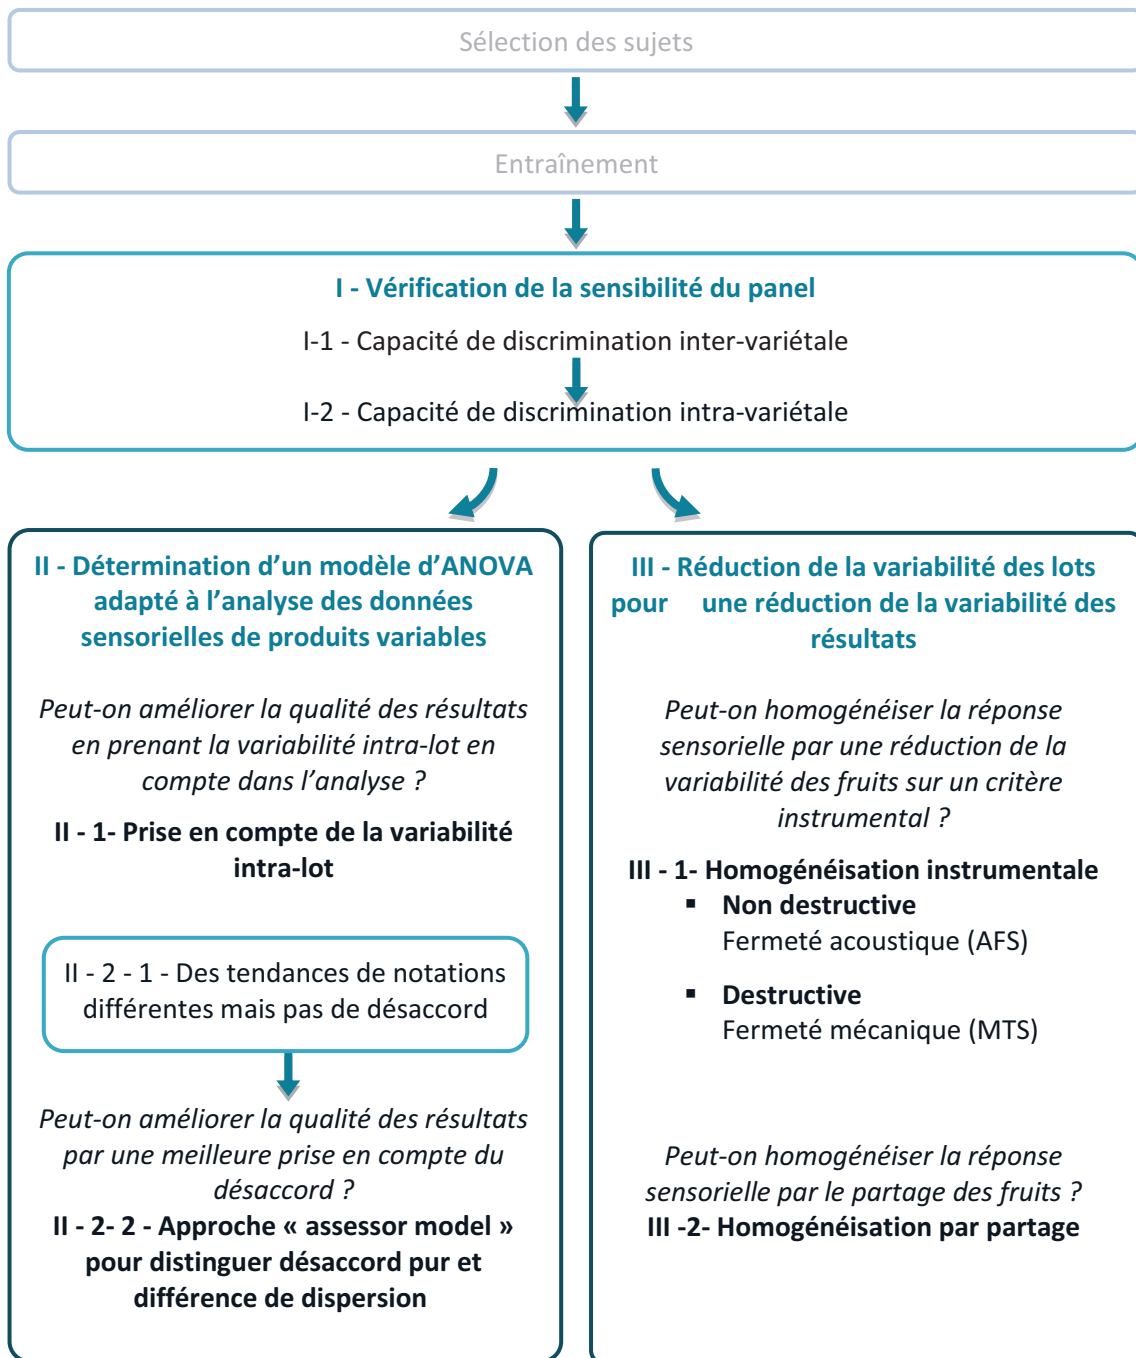 Sélection des sujets
Entraînement
I - Vérification de la sensibilité du panel
I-1 - Capacité de discrimination inter-variétale
I-2 - Capacité de discrimination intra-variétale
II - Détermination d’un modèle d’ANOVA
adapté à l’analyse des données
sensorielles de produits variables
Peut-on améliorer la qualité des résultats
en prenant la variabilité intra-lot en
compte dans l’analyse ?
II - 1- Prise en compte de la variabilité
intra-lot
II - 2 - 1 - Des tendances de notations
différentes mais pas de désaccord
Peut-on améliorer la qualité des résultats
par une meilleure prise en compte du
désaccord ?
II - 2- 2 - Approche « assessor model »
pour distinguer désaccord pur et
différence de dispersion
III - Réduction de la variabilité des lots
pour une réduction de la variabilité des
résultats
Peut-on homogénéiser la réponse
sensorielle par une réduction de la
variabilité des fruits sur un critère
instrumental ?
III - 1- Homogénéisation instrumentale
▪ Non destructive
Fermeté acoustique (AFS)
▪ Destructive
Fermeté mécanique (MTS)
Peut-on homogénéiser la réponse
sensorielle par le partage des fruits ?
III -2- Homogénéisation par partage